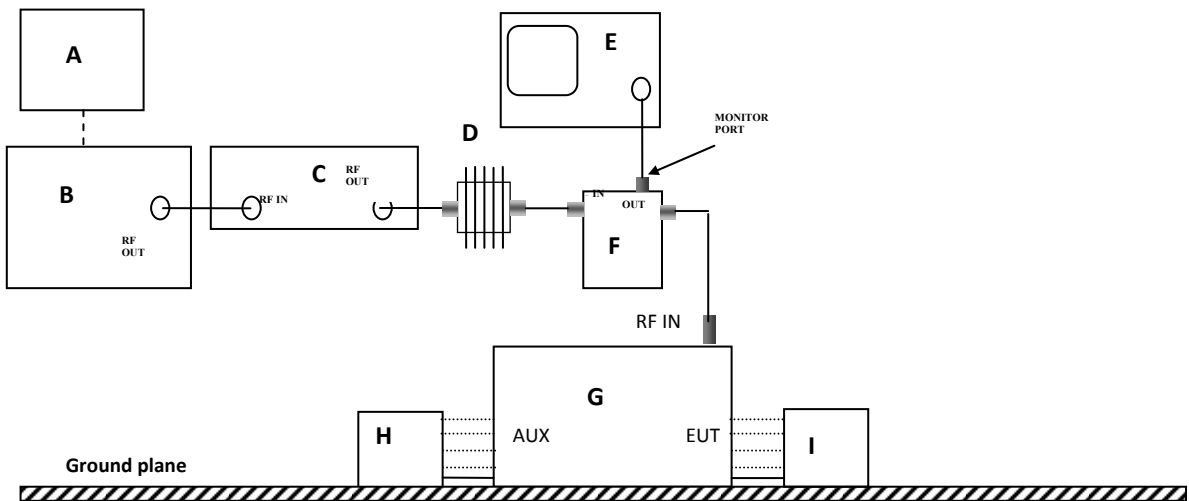 A
E
D
MONITOR
PORT
B
RF
OUT
C
RF IN
RF
OUT
IN
OUT
F
RF IN
G
H
AUX
EUT
I
Ground plane